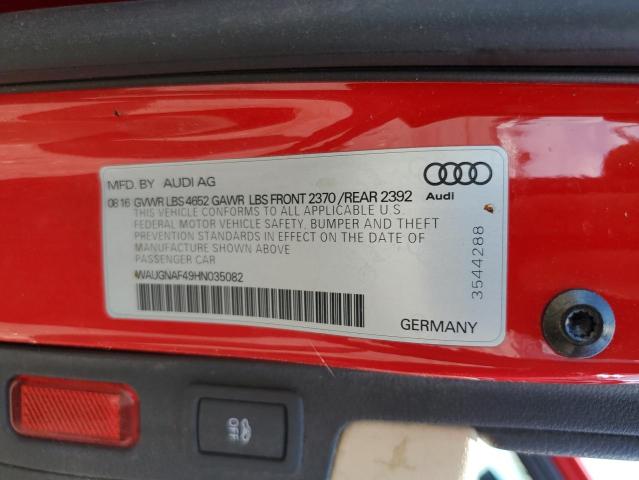 MFD.BY AUDI AG
08 16 GVWR LBS 4652 GAWR LBS FRONT 2370 /REAR 2392
THIS VEHICLE CONFORMS TO ALL APPLICABLE U S
FEDERAL MOTOR VEHICLE SAFETY, BUMPER AND THEFT
PREVENTION STANDARDS IN EFFECT ON THE DATE OF
MANUFACTURE SHOWN ABOVE
PASSENGER CAR
WAUGNAF49HN035082
Audi
3544288
GERMANY
OFF